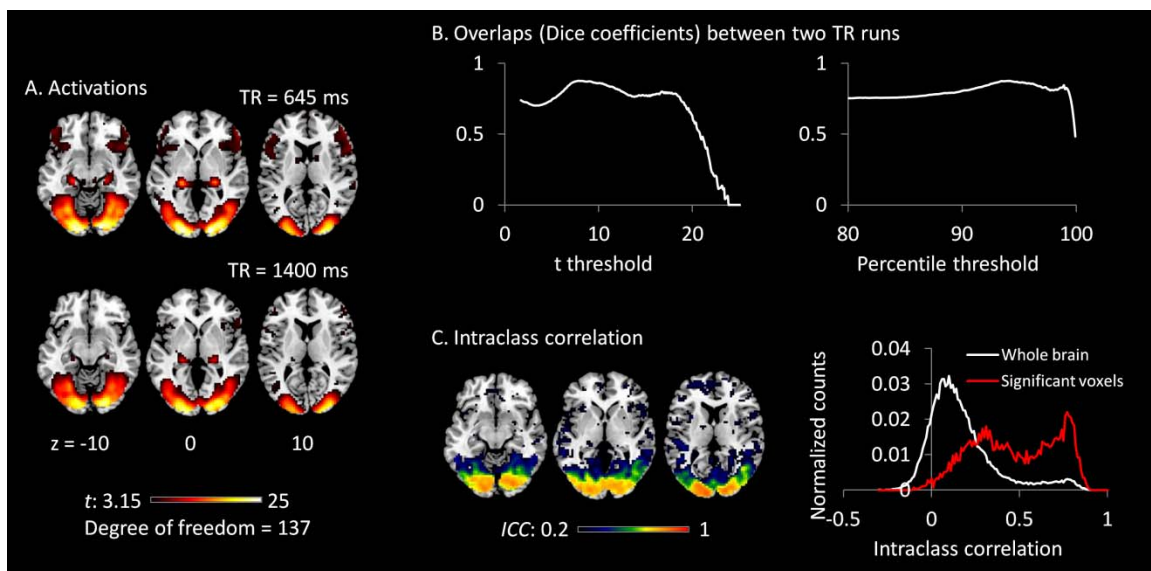 A. Activations
TR = 645 ms
TR = 1400 ms
z = -10 0 10
t: 3.15 25
Degree of freedom = 137
B. Overlaps (Dice coefficients) between two TR runs
1
0.5
0
0 10 20
t threshold
1
0.5
0
80 90 100
Percentile threshold
C. Intraclass correlation
ICC: 0.2 1
Normalized counts
0.04
0.03
0.02
0.01
0
-0.5 0 0.5 1
Intraclass correlation
Whole brain
Significant voxels